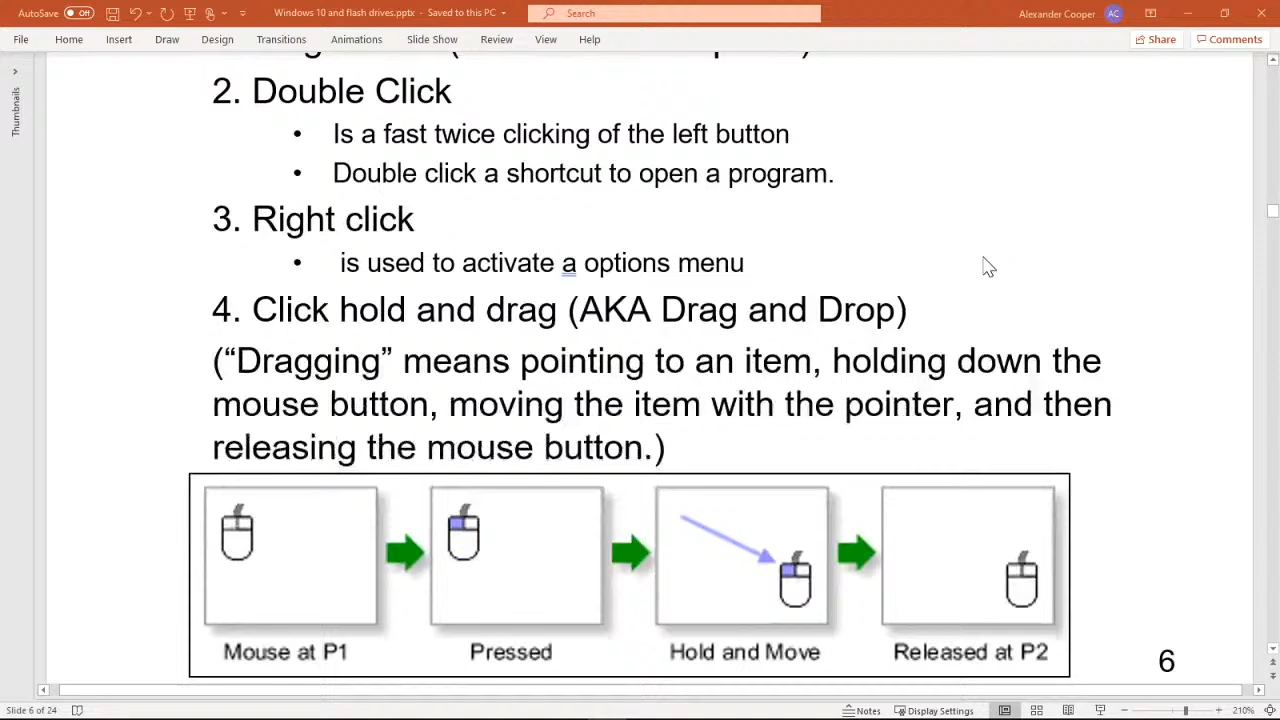 AutoSave Off Windows 10 and flash drives.pptx - Saved to this PC Search Alexander Cooper AC
File Home Insert Draw Design Transitions Animations Slide Show Review View Help Share Comments
Thumbnails
2. Double Click
• Is a fast twice clicking of the left button
• Double click a shortcut to open a program.
3. Right click
• is used to activate a options menu
4. Click hold and drag (AKA Drag and Drop)
(“Dragging” means pointing to an item, holding down the
mouse button, moving the item with the pointer, and then
releasing the mouse button.)
Mouse at P1 Pressed Hold and Move Released at P2
6
Slide 6 of 24 Notes Display Settings 210%